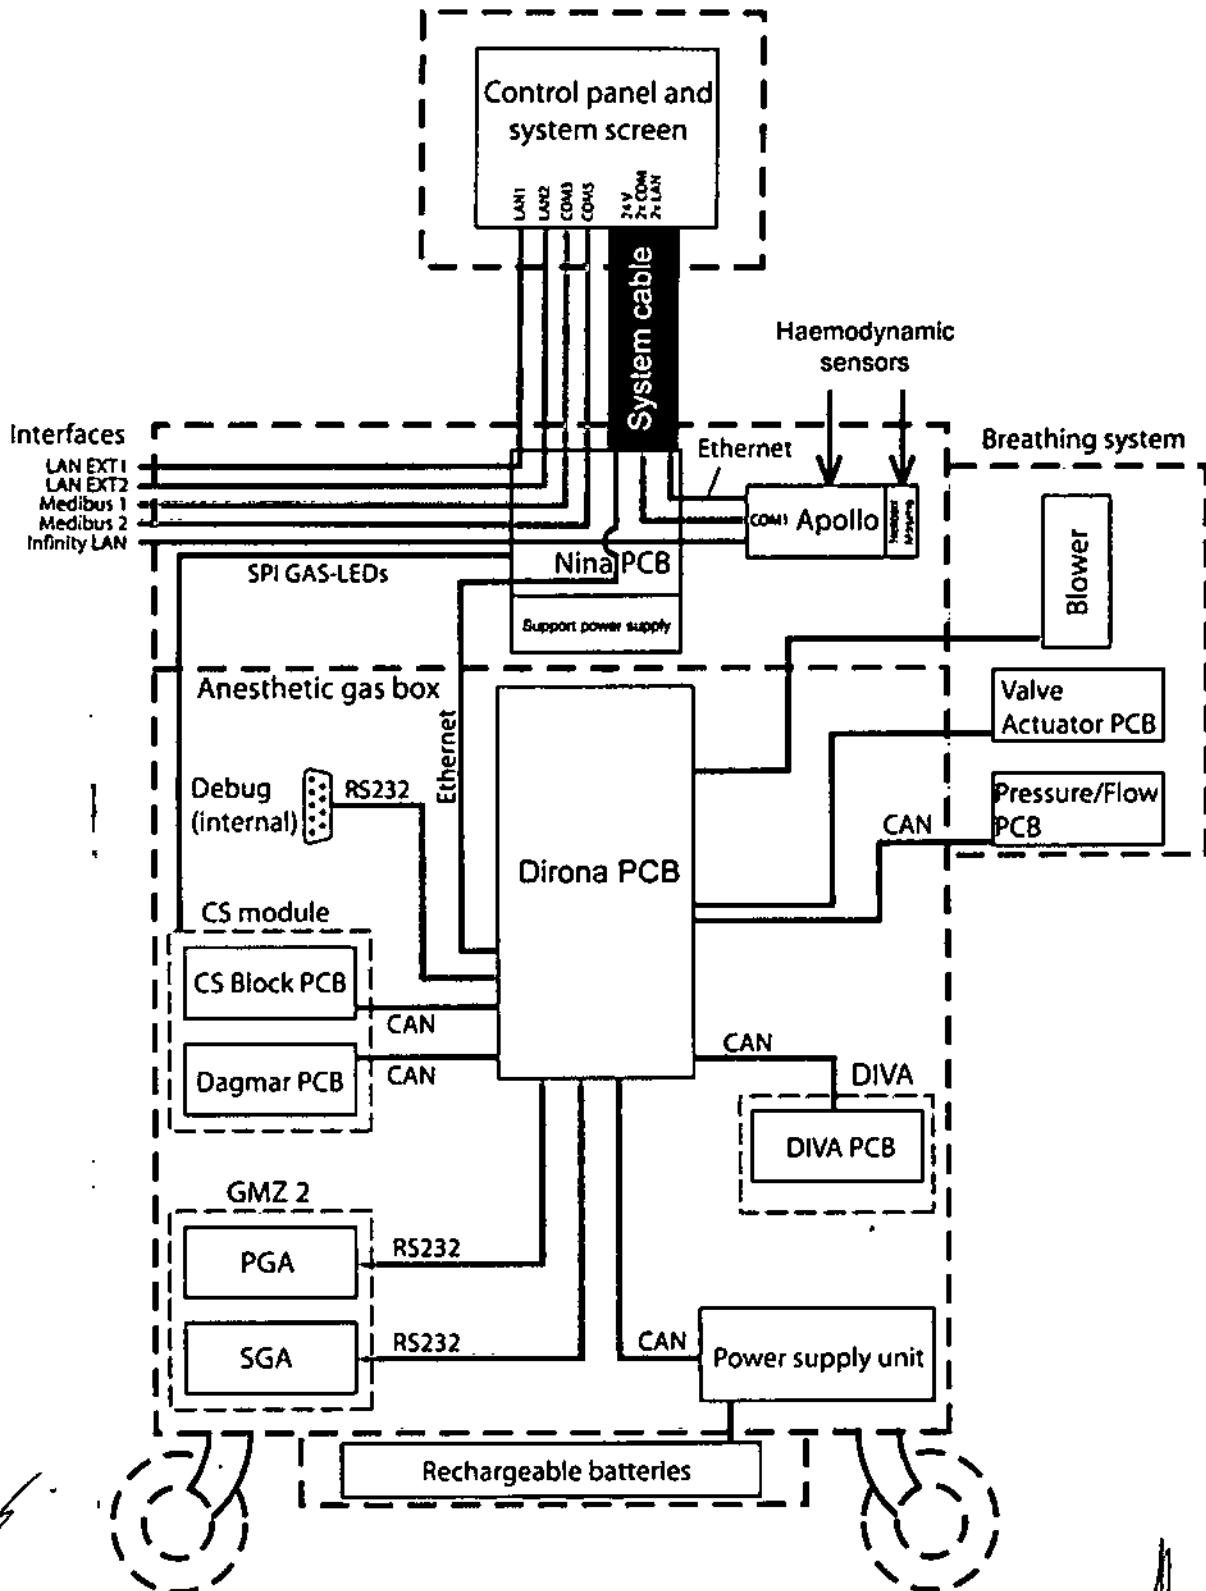 Control panel and
system screen
LAN1
LAN2
COM3
COM5
24 V
2x COM
2x LAN
System cable
Haemodynamic
sensors
Interfaces
LAN EXT1
LAN EXT2
Medibus 1
Medibus 2
Infinity LAN
Ethernet
Breathing system
COM1
Apollo
SPI GAS-LEDs
Nina PCB
Support power supply
Blower
Anesthetic gas box
Valve
Actuator PCB
Ethernet
Debug
(internal)
RS232
Pressure/Flow
PCB
CAN
Dirona PCB
CS module
CS Block PCB
CAN
Dagmar PCB
CAN
CAN
DIVA
DIVA PCB
GMZ 2
PGA
RS232
SGA
RS232
CAN
Power supply unit
Rechargeable batteries